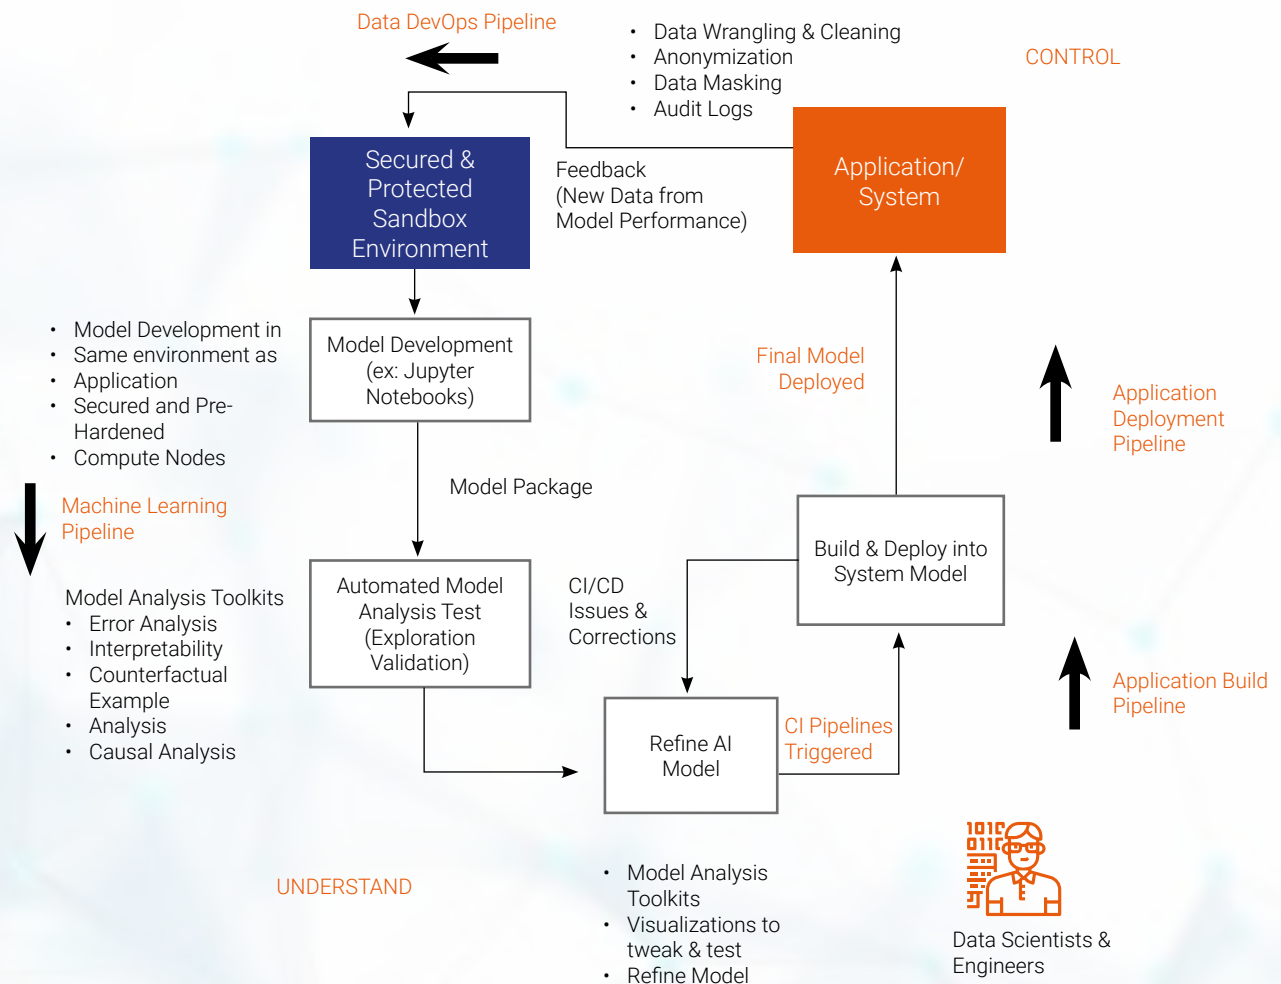 Data DevOps Pipeline
• Data Wrangling & Cleaning
• Anonymization
• Data Masking
• Audit Logs
CONTROL
Secured &
Protected
Sandbox
Environment
Feedback
(New Data from
Model Performance)
Application/
System
• Model Development in
• Same environment as
• Application
• Secured and Pre-
Hardened
• Compute Nodes
Model Development
(ex: Jupyter
Notebooks)
Final Model
Deployed
Application
Deployment
Pipeline
Machine Learning
Pipeline
Model Package
Build & Deploy into
System Model
Model Analysis Toolkits
• Error Analysis
• Interpretability
• Counterfactual
Example
• Analysis
• Causal Analysis
Automated Model
Analysis Test
(Exploration
Validation)
CI/CD
Issues &
Corrections
Application Build
Pipeline
Refine AI
Model
CI Pipelines
Triggered
UNDERSTAND
• Model Analysis
Toolkits
• Visualizations to
tweak & test
• Refine Model
1010
0110
Data Scientists &
Engineers